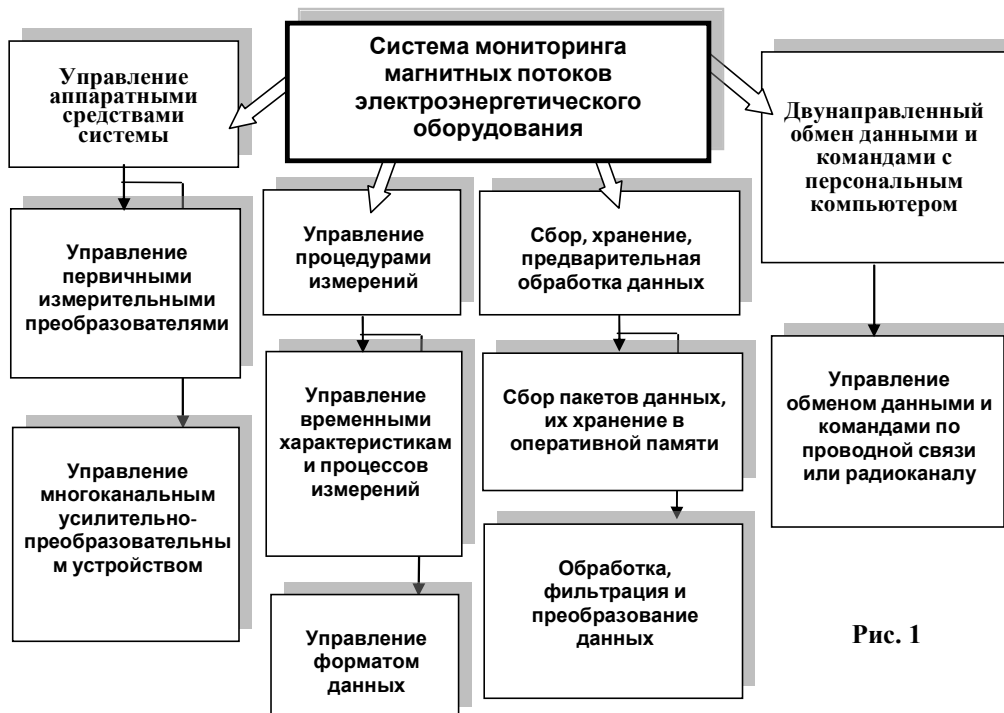 Система мониторинга
магнитных потоков
электроэнергетического
оборудования
Управление
аппаратными
средствами
системы
Управление
первичными
измерительными
преобразователями
Управление
многоканальным
усилительно-
преобразовательны
м устройством
Управление
процедурами
измерений
Управление
временными
характеристикам
и процессов
измерений
Управление
форматом
данных
Сбор, хранение,
предварительная
обработка данных
Сбор пакетов данных,
их хранение в
оперативной памяти
Обработка,
фильтрация и
преобразование
данных
Двунаправленный
обмен данными и
командами с
персональным
компьютером
Управление
обменом данными и
командами по
проводной связи
или радиоканалу
Рис. 1